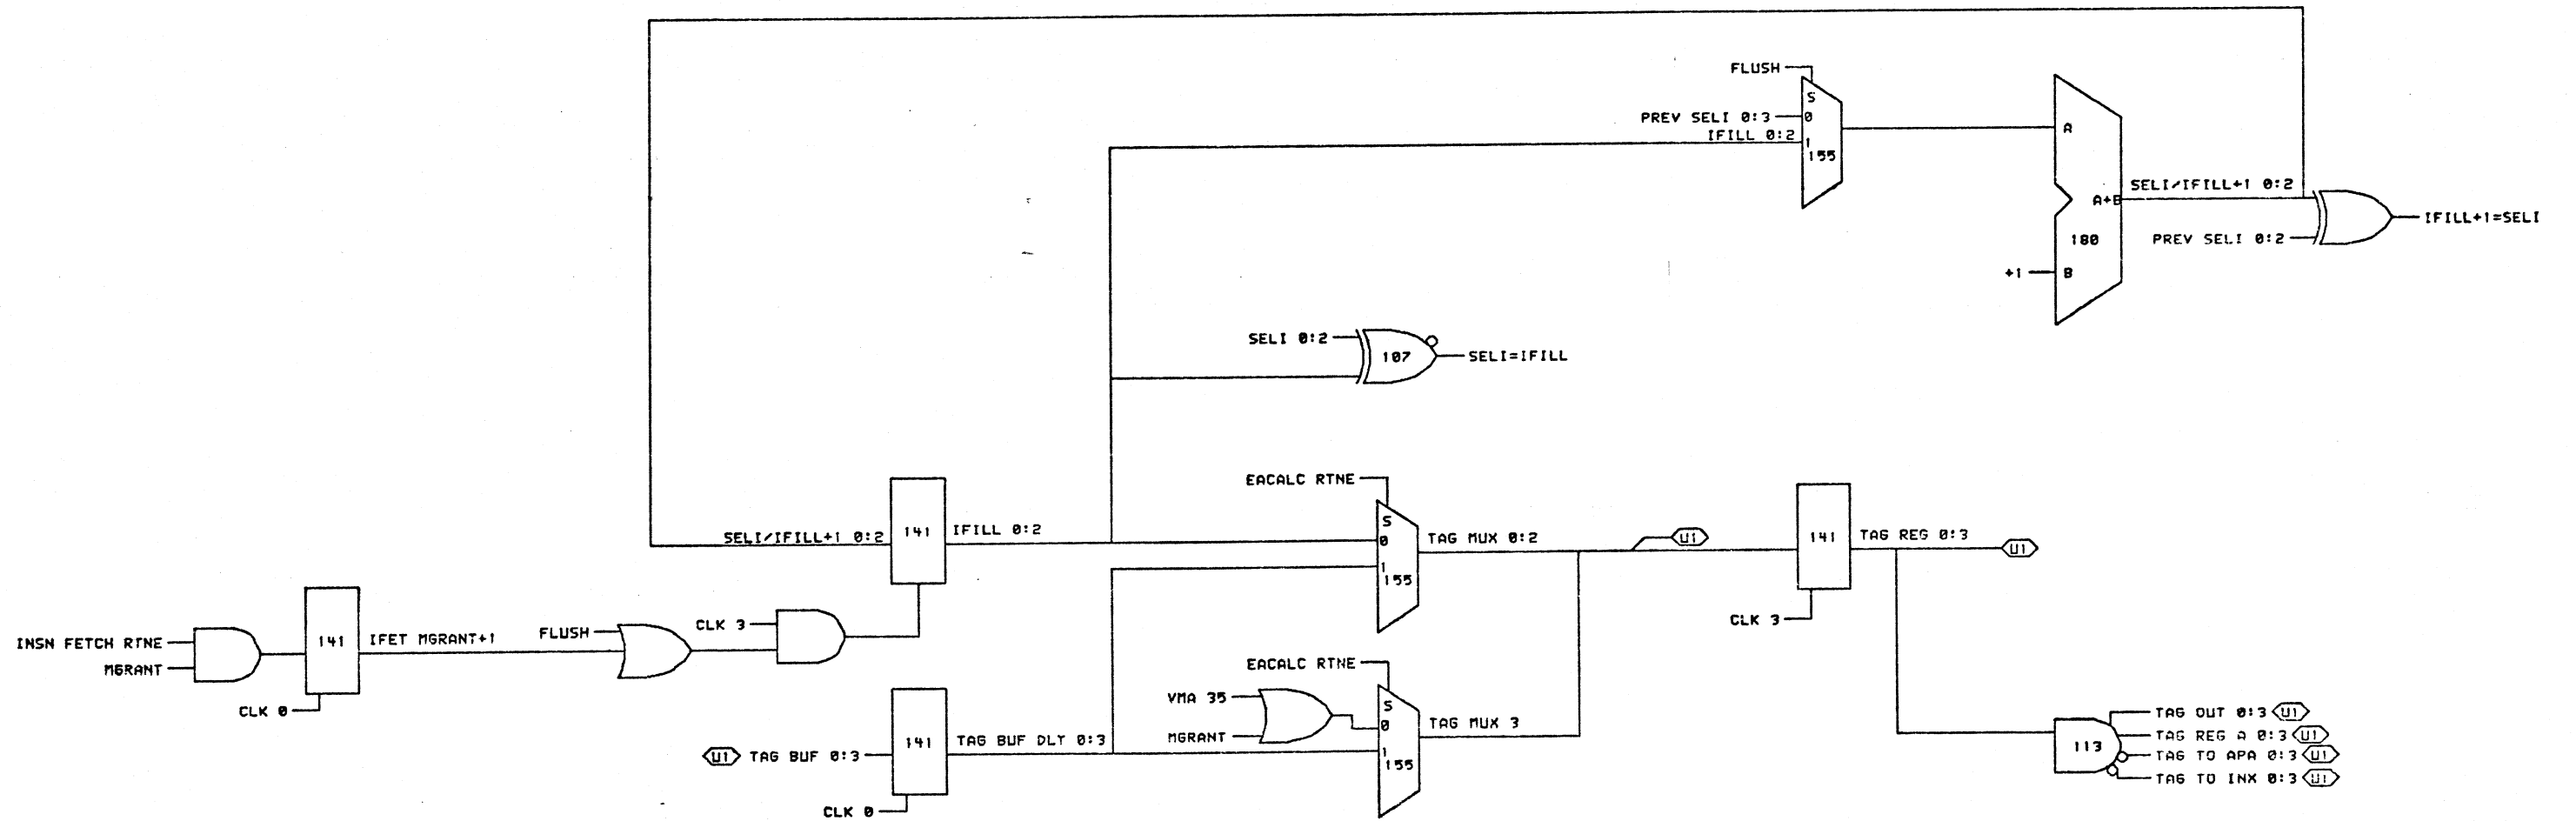 FLUSH
S
PREV SELI 0:3
0
IFILL 0:2
1
155
A
SELI/IFILL+1 0:2
A+B
IFILL+1=SELI
180
PREV SELI 0:2
+1
B
SELI 0:2
107
SELI=IFILL
EACALC RTNE
S
SELI/IFILL+1 0:2
141
IFILL 0:2
0
TAG MUX 0:2
U1
141
TAG REG 0:3
U1
1
155
CLK 3
CLK 3
INSN FETCH RTNE
MGRANT
141
IFET MGRANT+1
FLUSH
CLK 0
EACALC RTNE
VMA 35
S
0
TAG MUX 3
MGRANT
U1 TAG BUF 0:3
141
TAG BUF DLT 0:3
1
155
CLK 0
113
TAG OUT 0:3 U1
TAG REG A 0:3 U1
TAG TO APA 0:3 U1
TAG TO INX 0:3 U1